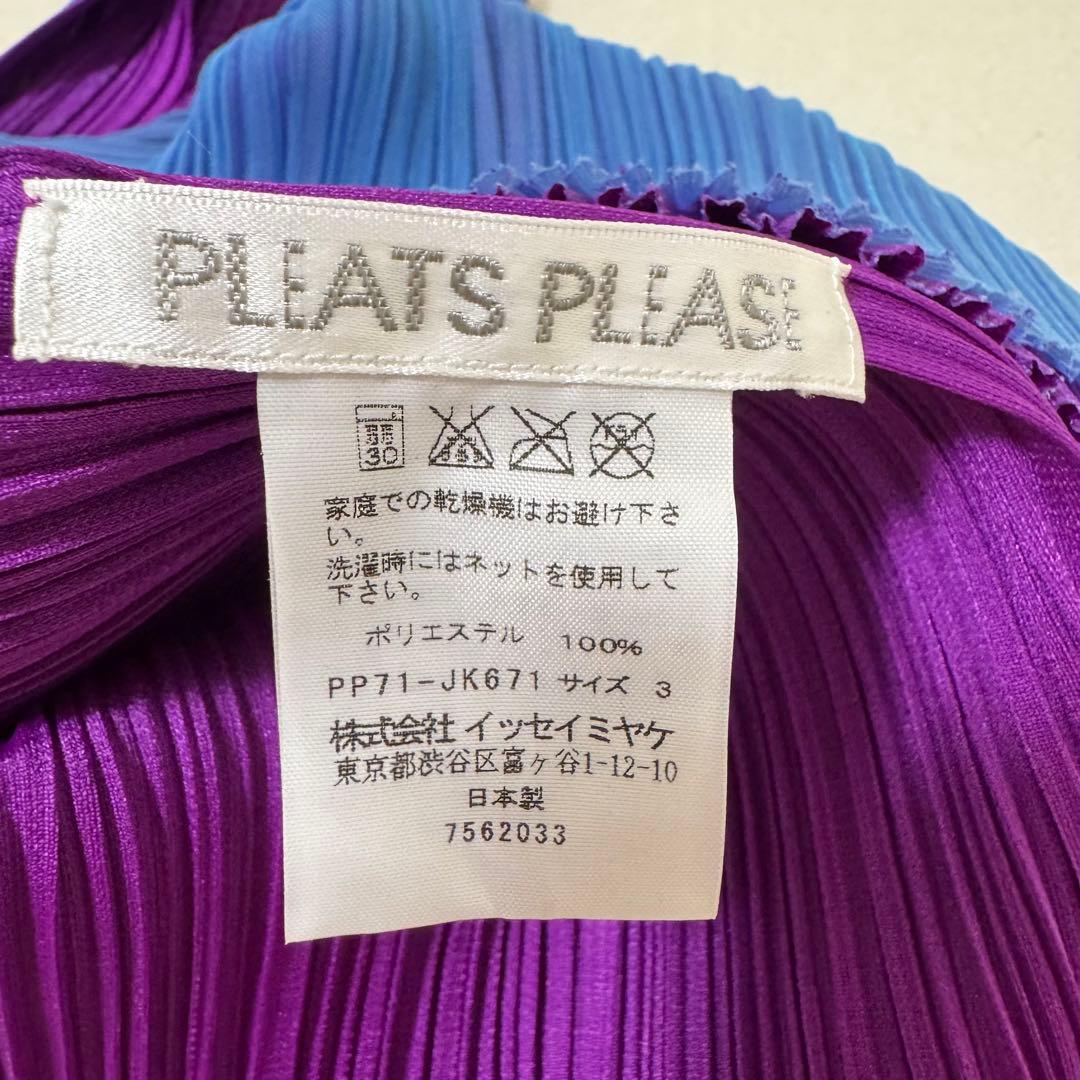 PLEATS PLEASE
30
家庭での乾燥機はお避け下さ
い。
洗濯時にはネットを使用して
下さい。
ポリエステル 100%
PP71-JK671 サイズ 3
株式会社 イッセイミヤケ
東京都渋谷区富ヶ谷1-12-10
日本製
7562033